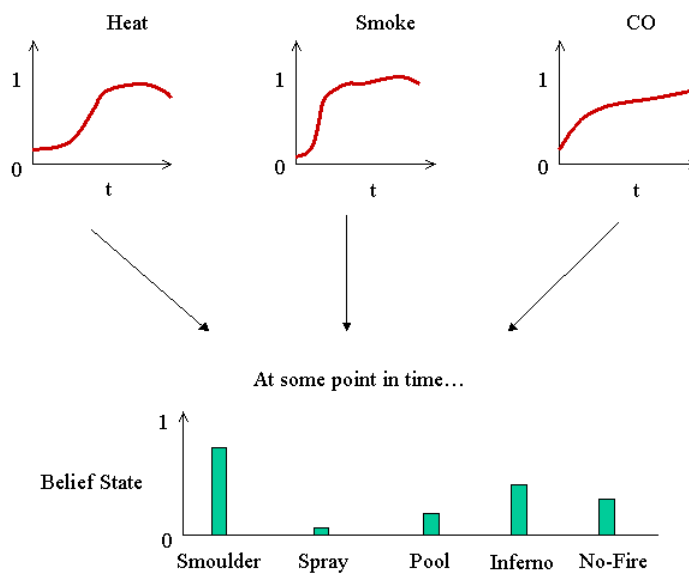 Heat
Smoke
CO
1
0
t
1
0
t
1
0
t
At some point in time…
1
Belief State
0
Smoulder Spray Pool Inferno No-Fire